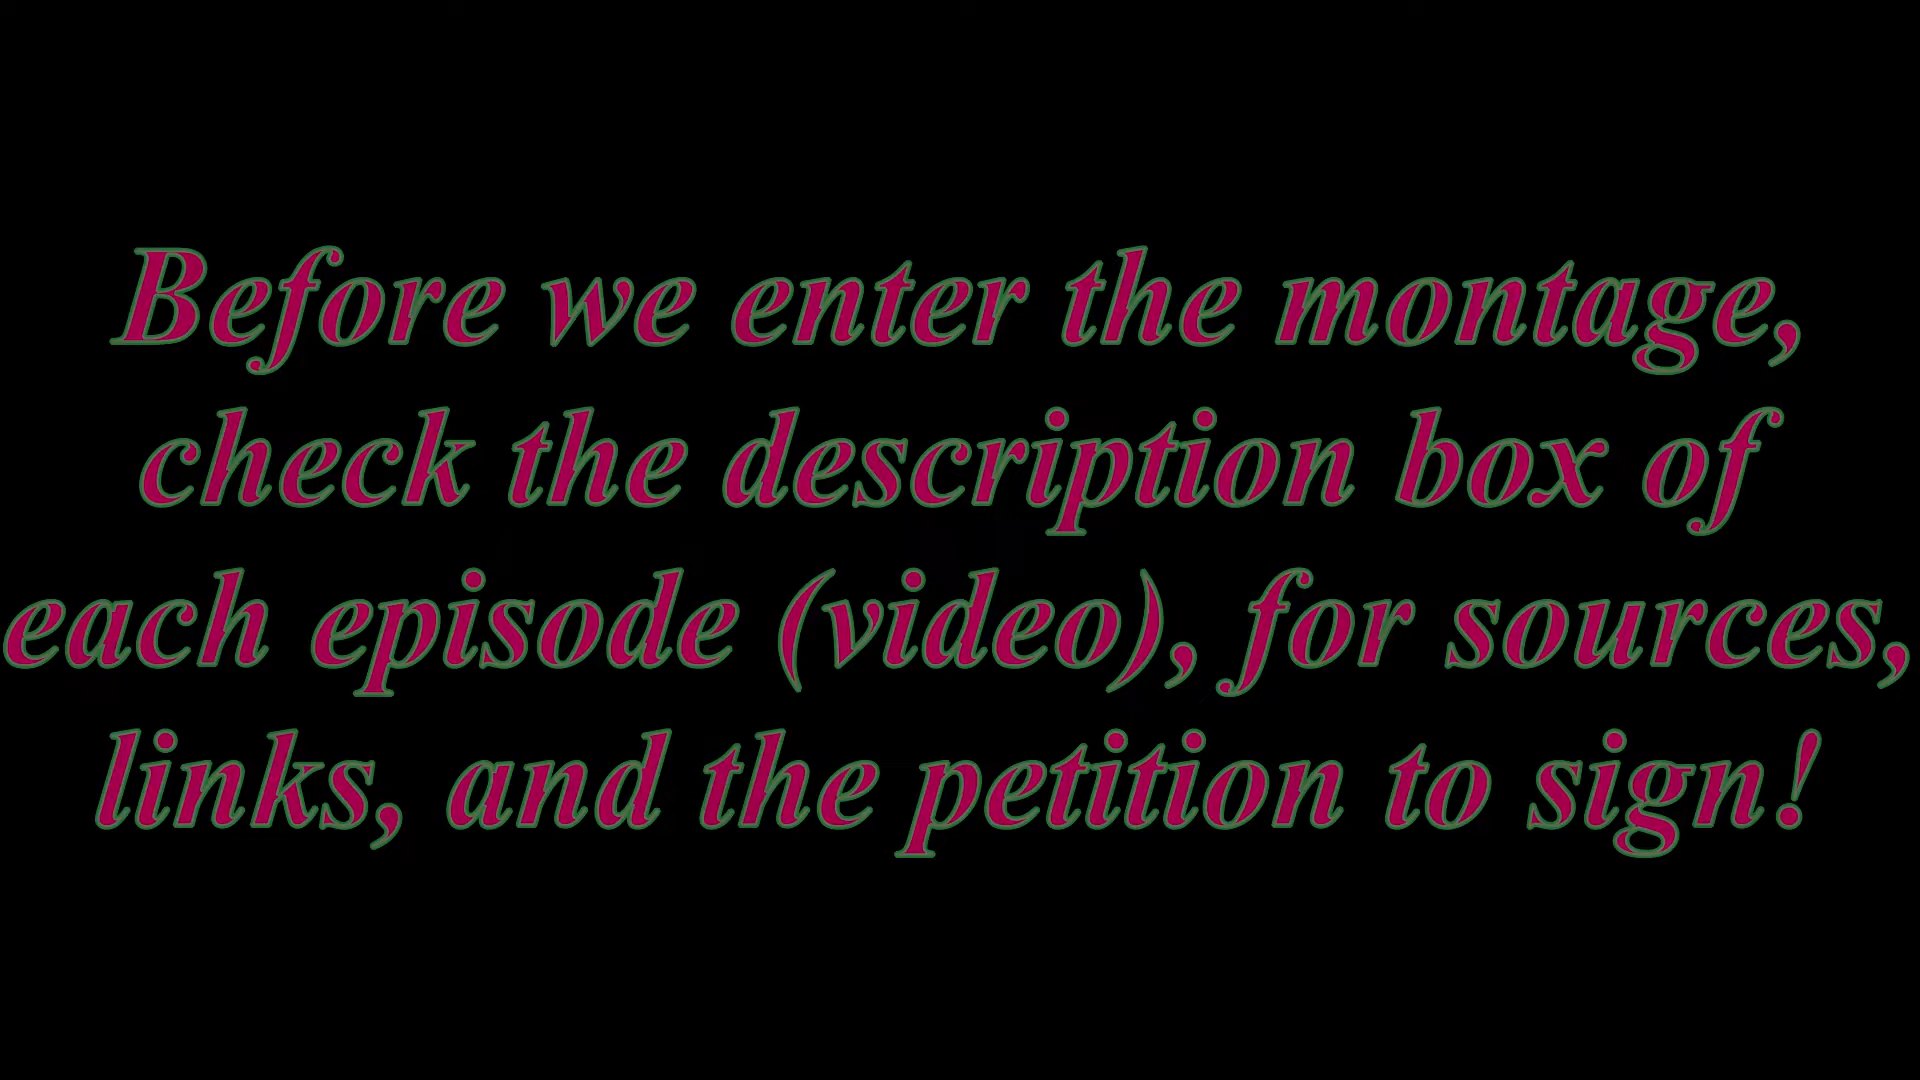 Before we enter the montage,
check the description box of
each episode (video), for sources,
links, and the petition to sign!